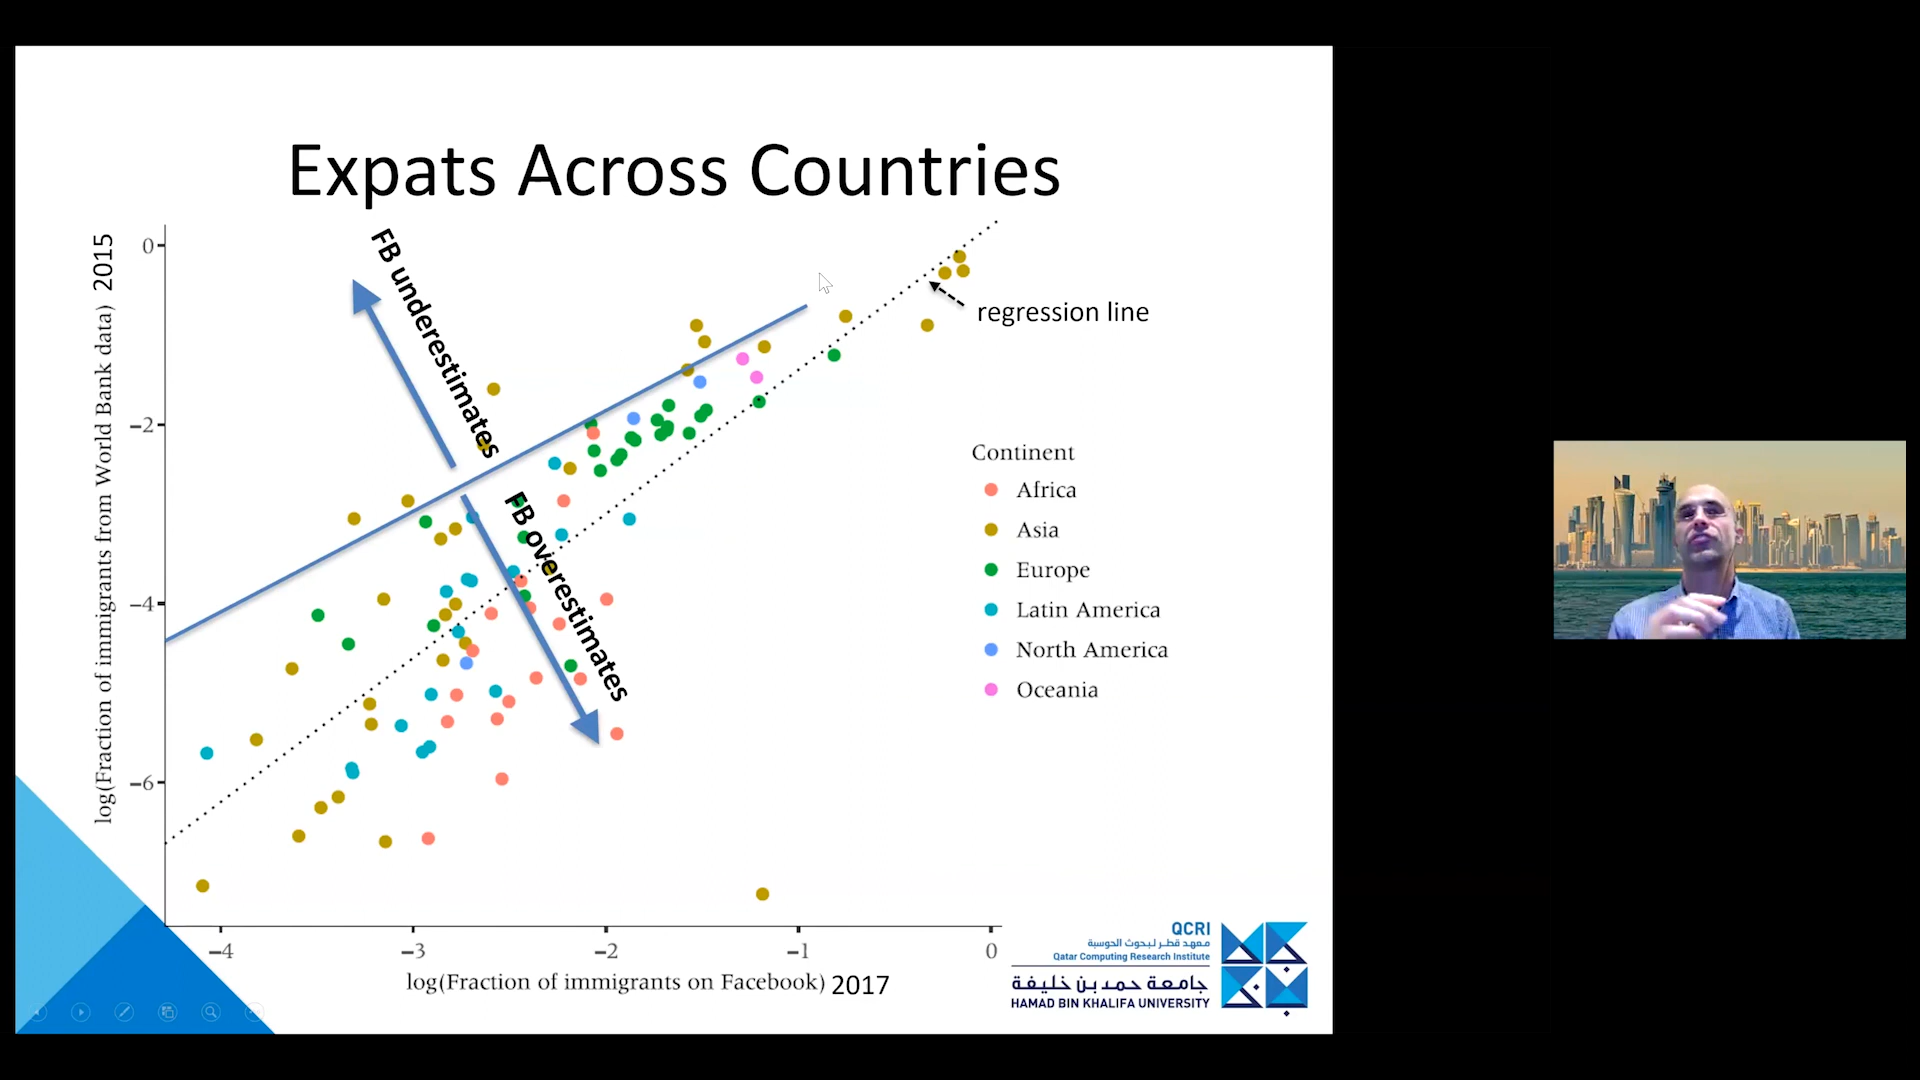 Expats Across Countries
log(Fraction of immigrants from World Bank data) 2015
0
−2
−4
−6
FB underestimates
FB overestimates
regression line
Continent
Africa
Asia
Europe
Latin America
North America
Oceania
−4
−3
−2
−1
0
log(Fraction of immigrants on Facebook) 2017
QCRI
معهد قطر لبحوث الحوسبة
Qatar Computing Research Institute
جامعة حمد بن خليفة
HAMAD BIN KHALIFA UNIVERSITY